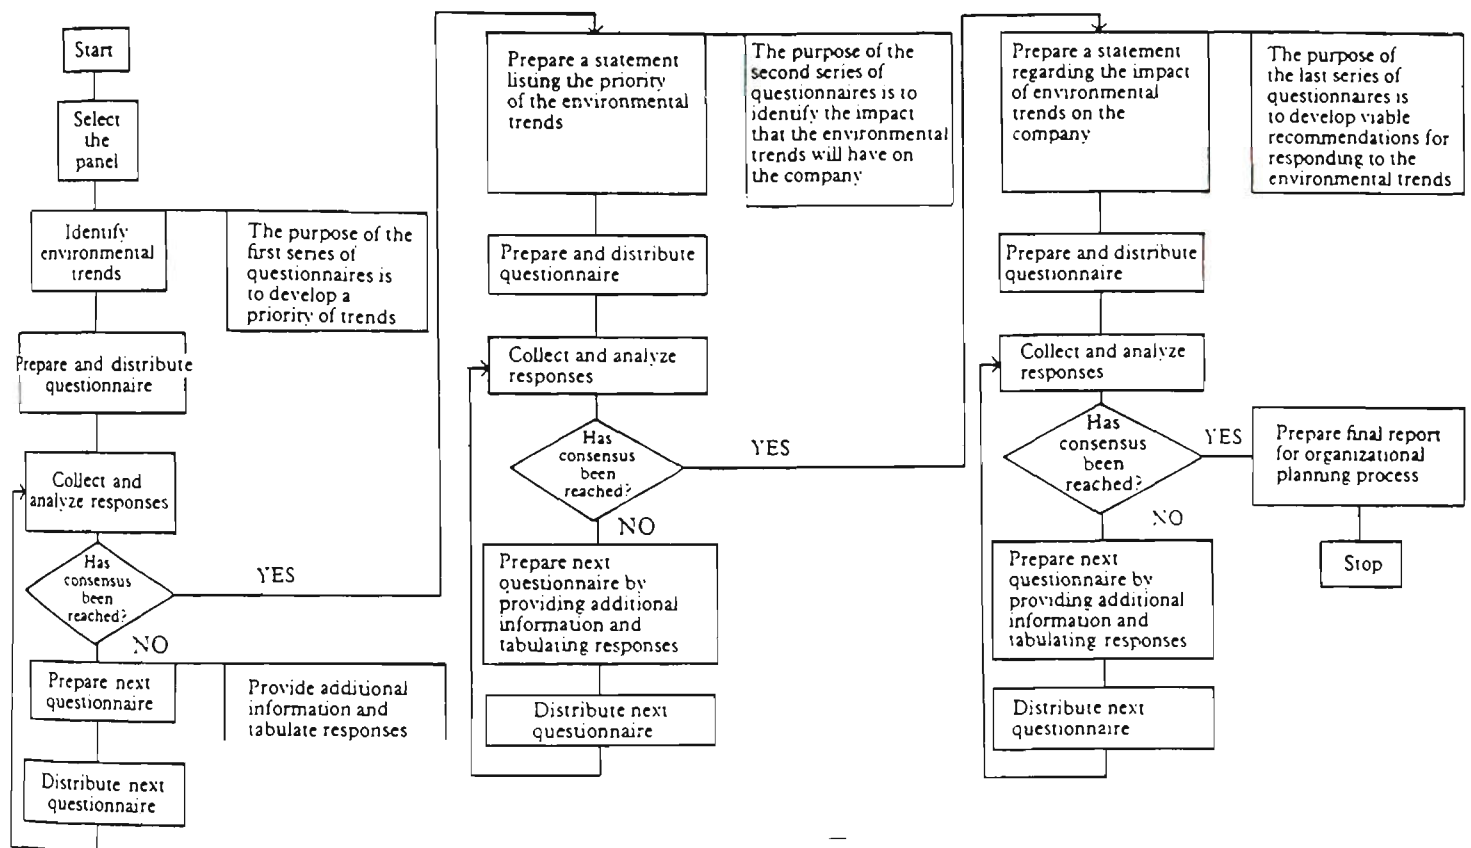 Start
Select
the
panel
Identify
environmental
trends
The purpose of the
first series of
questionnaires is
to develop a
priority of trends
Prepare and distribute
questionnaire
Collect and
analyze responses
Has
consensus
been
reached?
YES
NO
Prepare next
questionnaire
Provide additional
information and
tabulate responses
Distribute next
questionnaire
Prepare a statement
listing the priority
of the environmental
trends
The purpose of the
second series of
questionnaires is to
identify the impact
that the environmental
trends will have on
the company
Prepare and distribute
questionnaire
Collect and analyze
responses
Has
consensus
been
reached?
YES
NO
Prepare next
questionnaire by
providing additional
information and
tabulating responses
Distribute next
questionnaire
Prepare a statement
regarding the impact
of environmental
trends on the
company
The purpose of
the last series of
questionnaires is
to develop viable
recommendations for
responding to the
environmental trends
Prepare and distribute
questionnaire
Collect and analyze
responses
Has
consensus
been
reached?
YES
NO
Prepare final report
for organizational
planning process
Stop
Prepare next
questionnaire by
providing additional
information and
tabulating responses
Distribute next
questionnaire